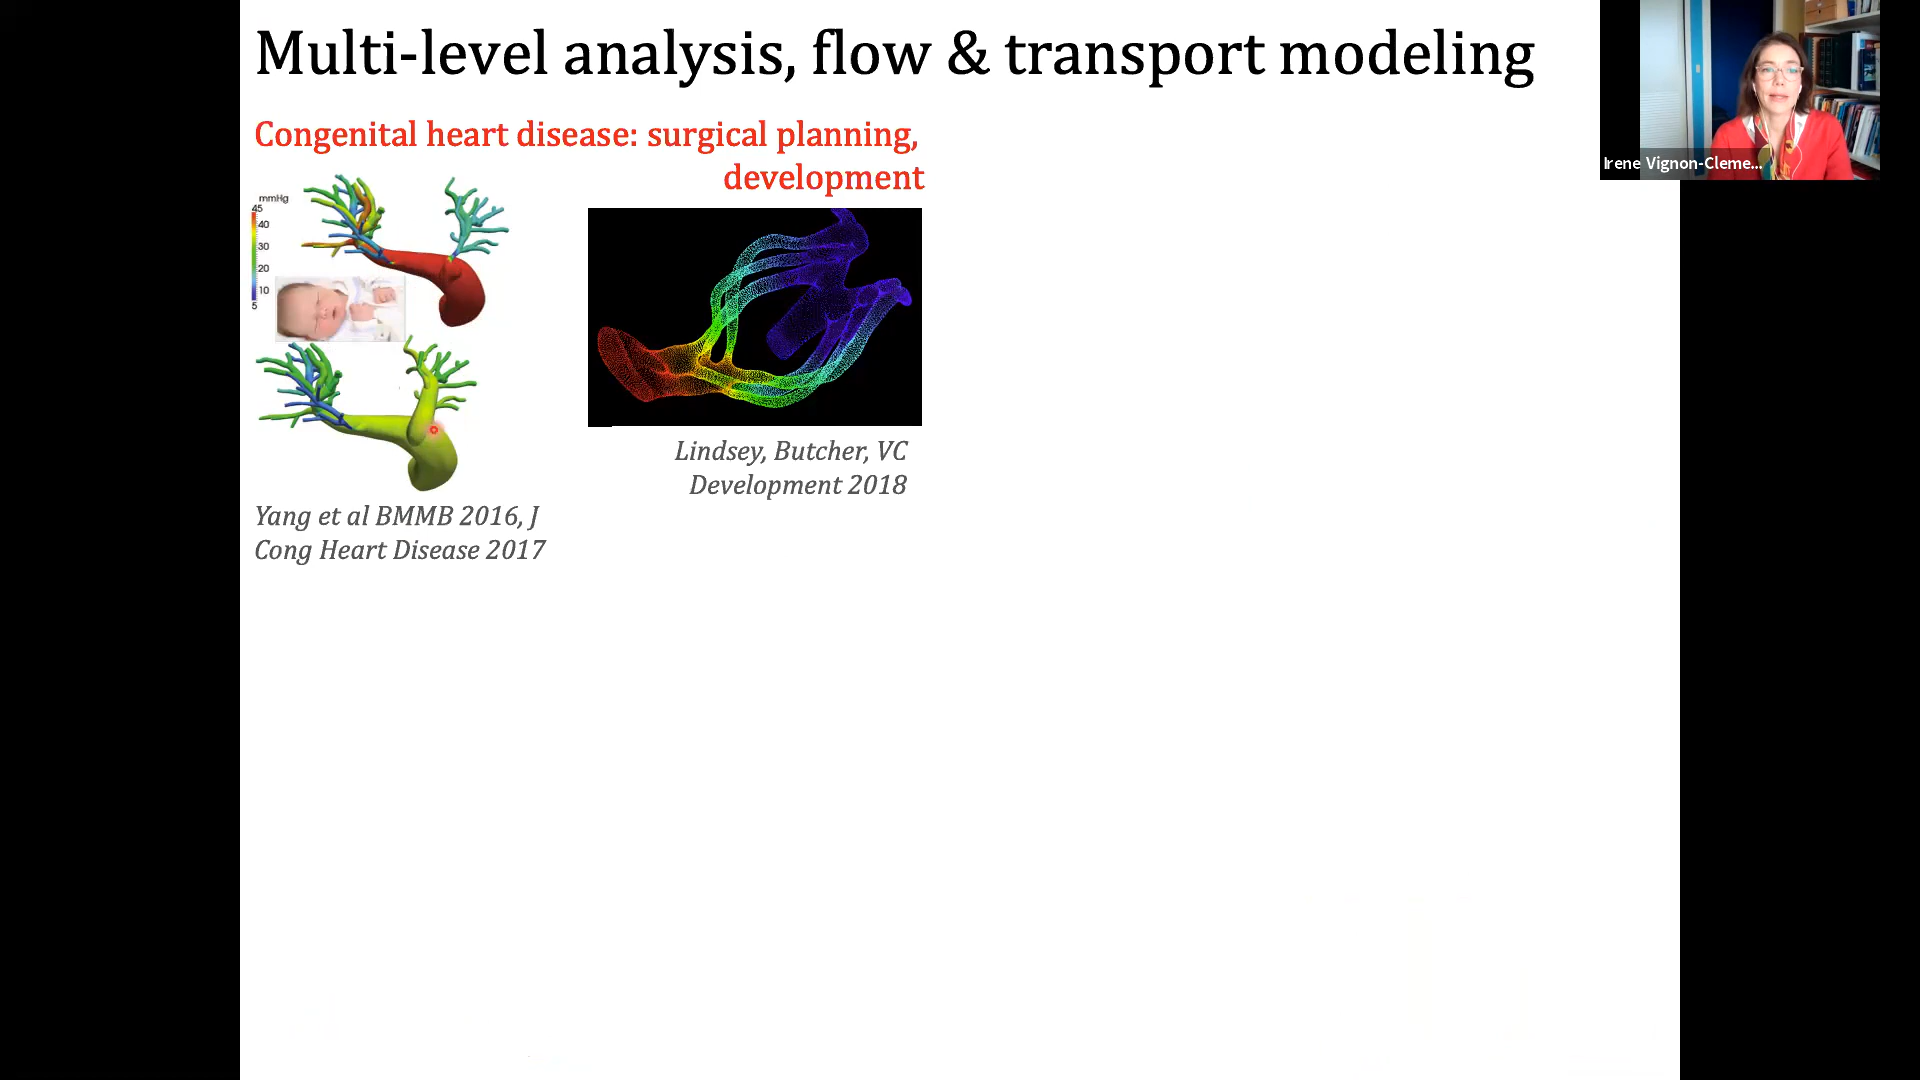 Multi-level analysis, flow & transport modeling
Irene Vignon-Cleme...
Congenital heart disease: surgical planning,
development
mmHg
45
40
30
20
10
5
Lindsey, Butcher, VC
Development 2018
Yang et al BMMB 2016, J
Cong Heart Disease 2017